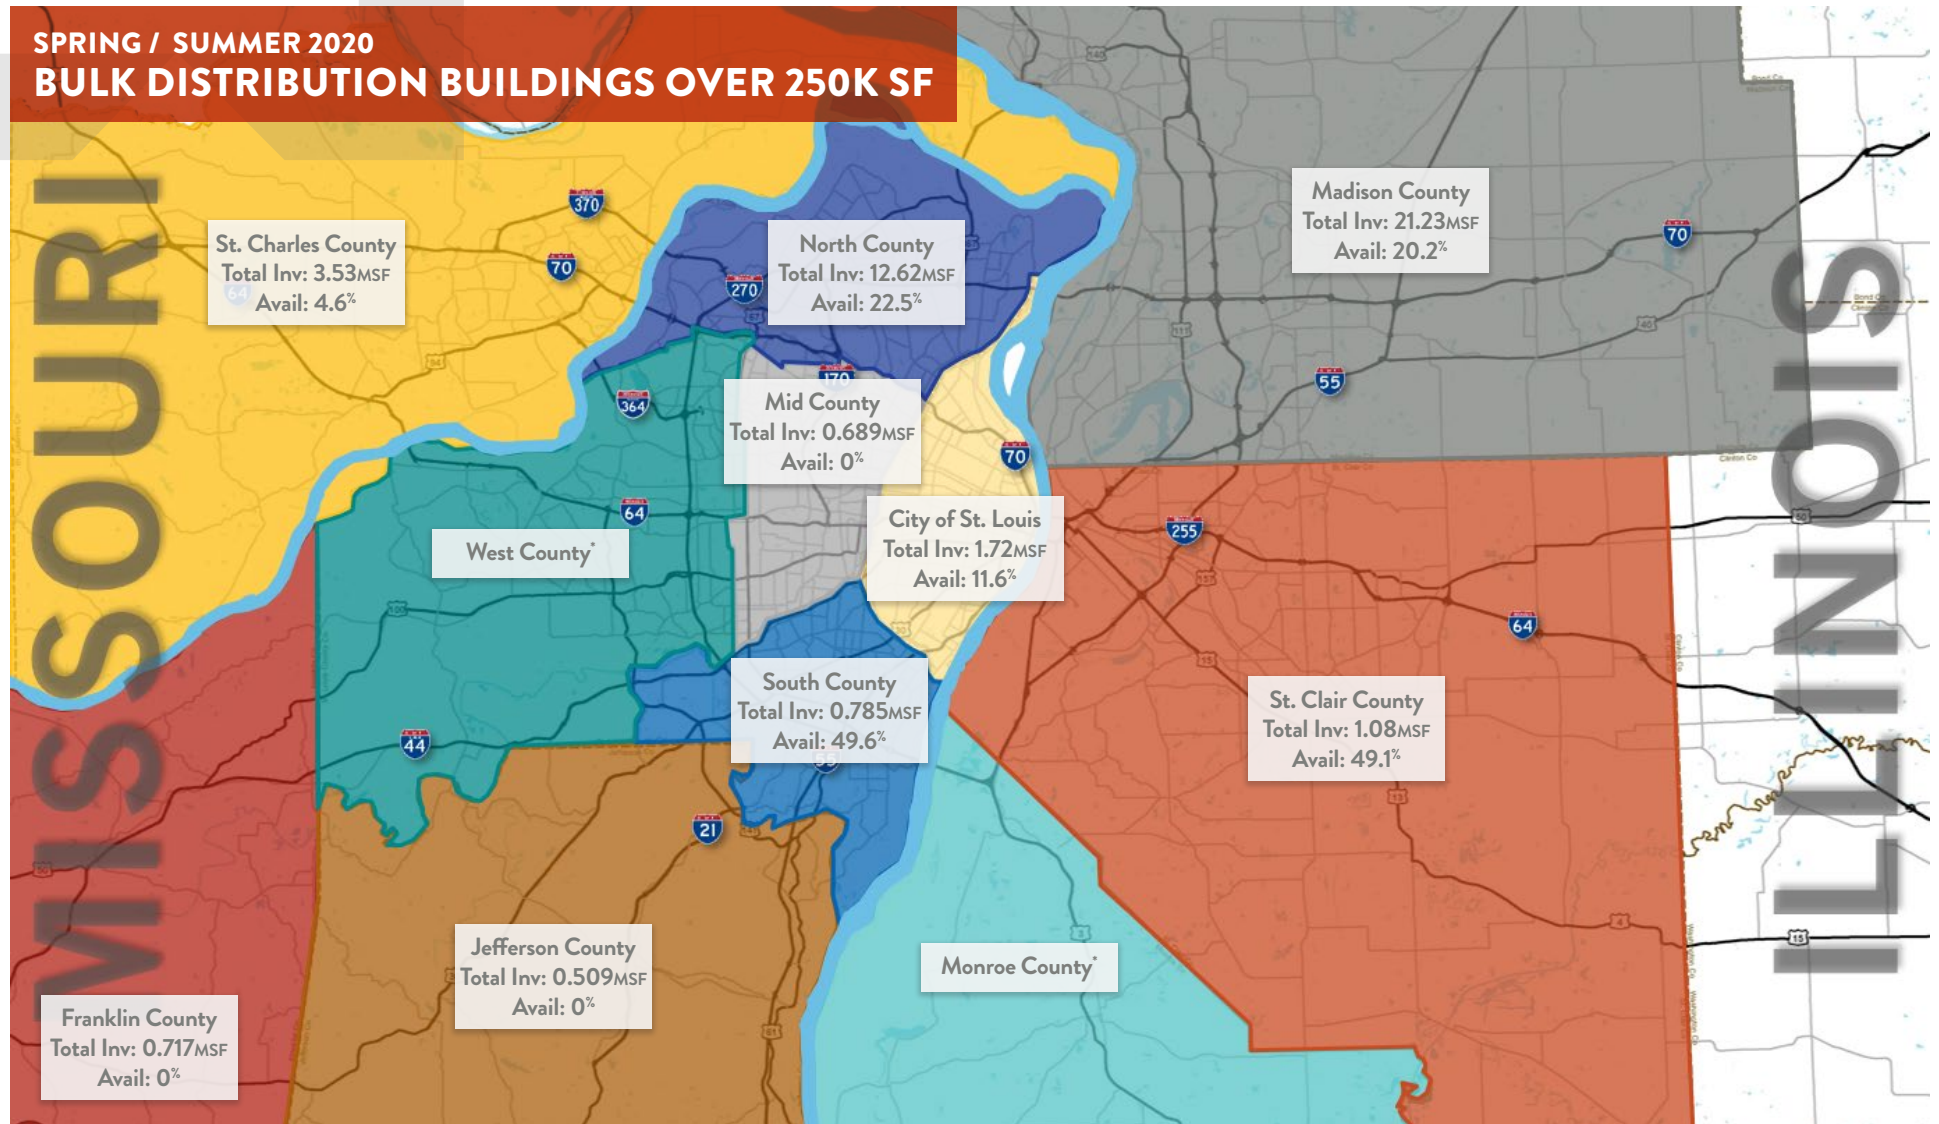 SPRING / SUMMER 2020
BULK DISTRIBUTION BUILDINGS OVER 250K SF
MISSOURI
ILLINOIS
St. Charles County
Total Inv: 3.53MSF
Avail: 4.6%
North County
Total Inv: 12.62MSF
Avail: 22.5%
Madison County
Total Inv: 21.23MSF
Avail: 20.2%
Mid County
Total Inv: 0.689MSF
Avail: 0%
City of St. Louis
Total Inv: 1.72MSF
Avail: 11.6%
West County*
South County
Total Inv: 0.785MSF
Avail: 49.6%
St. Clair County
Total Inv: 1.08MSF
Avail: 49.1%
Jefferson County
Total Inv: 0.509MSF
Avail: 0%
Monroe County*
Franklin County
Total Inv: 0.717MSF
Avail: 0%
370
70
64
270
170
364
70
64
44
21
55
255
64
55
70